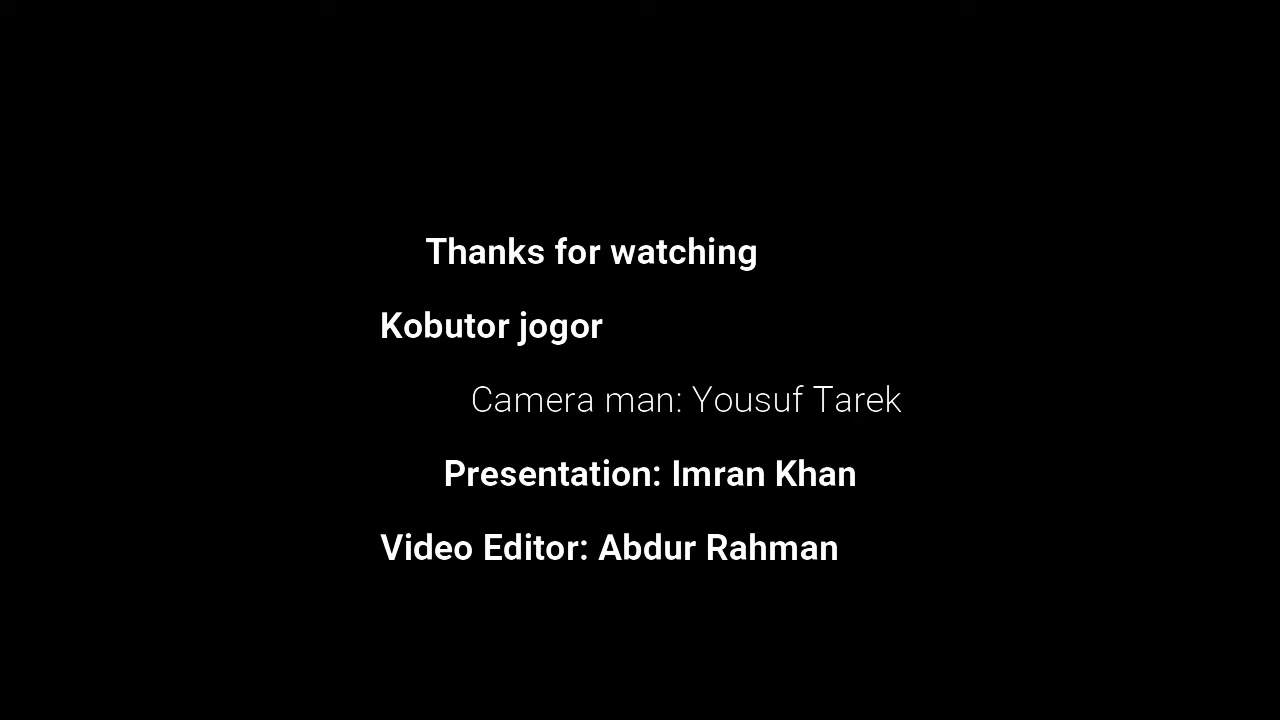 Thanks for watching
Kobutor jogor
Camera man: Yousuf Tarek
Presentation: Imran Khan
Video Editor: Abdur Rahman